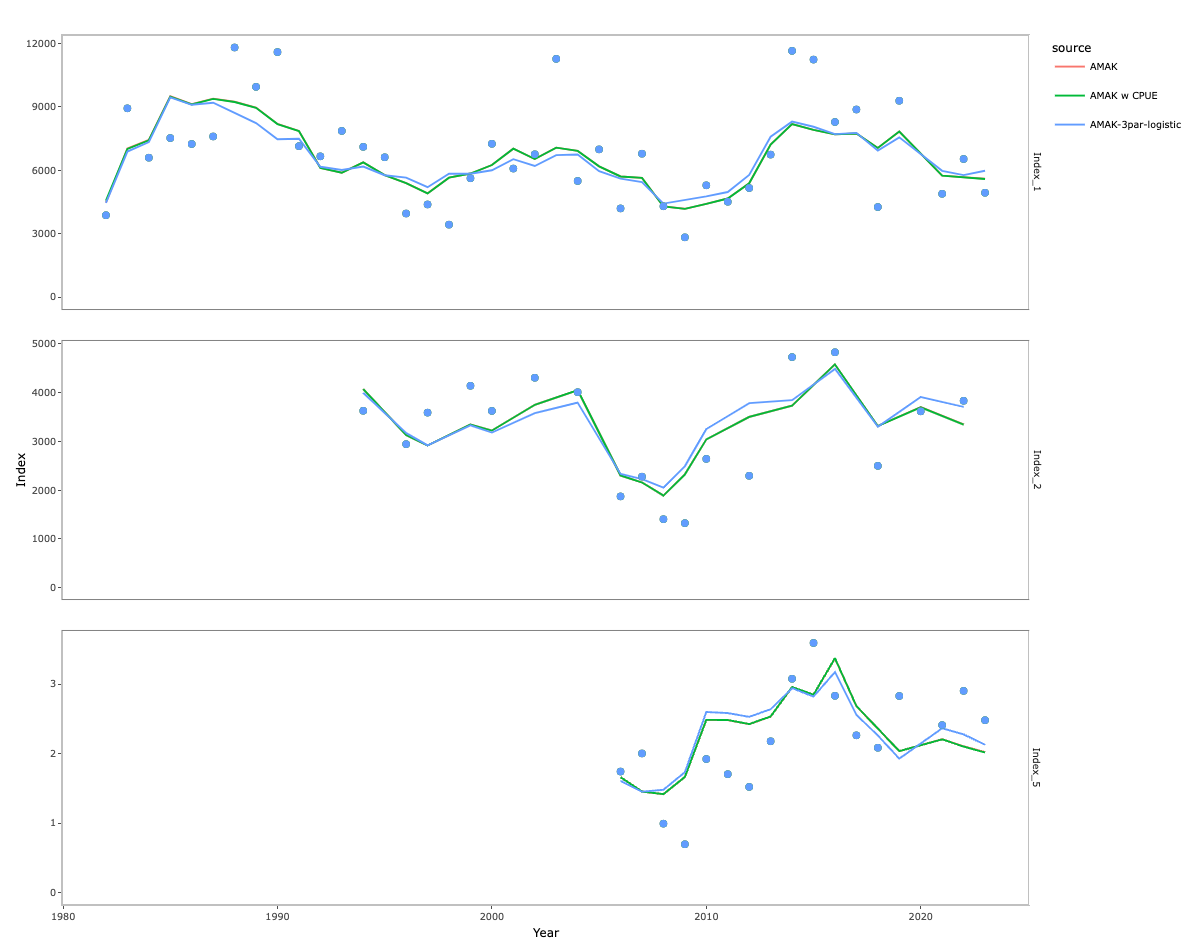 source
AMAK
AMAK w CPUE
AMAK-3par-logistic
12000
9000
6000
3000
0
Index_1
5000
4000
3000
2000
1000
0
Index_2
Index
3
2
1
0
Index_5
1980 1990 2000 2010 2020
Year